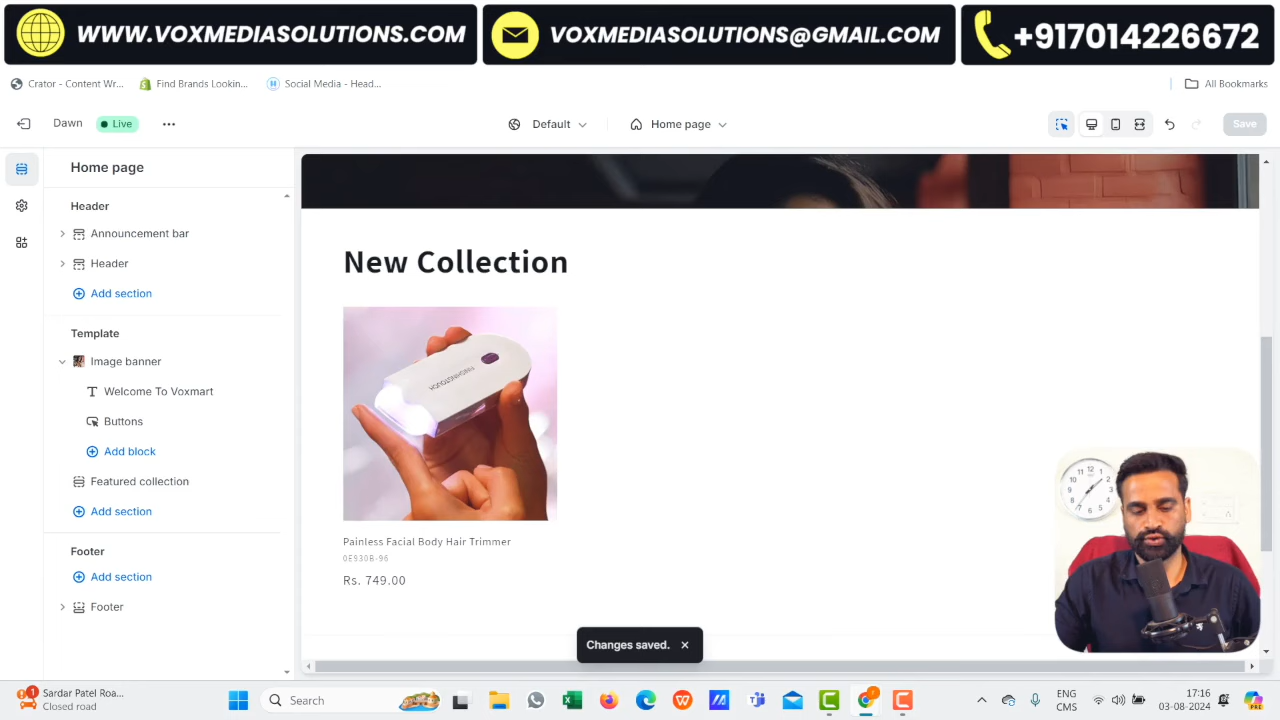 WWW.VOXMEDIASOLUTIONS.COM
VOXMEDIASOLUTIONS@GMAIL.COM
+917014226672
Crator - Content Wr...
Find Brands Lookin...
Social Media - Head...
All Bookmarks
Dawn
Live
Default
Home page
Save
Home page
Header
Announcement bar
Header
Add section
Template
Image banner
Welcome To Voxmart
Buttons
Add block
Featured collection
Add section
Footer
Add section
Footer
New Collection
Painless Facial Body Hair Trimmer
0E930B-96
Rs. 749.00
Changes saved.
1
Sardar Patel Roa...
Closed road
Search
ENG
CMS
17:16
03-08-2024